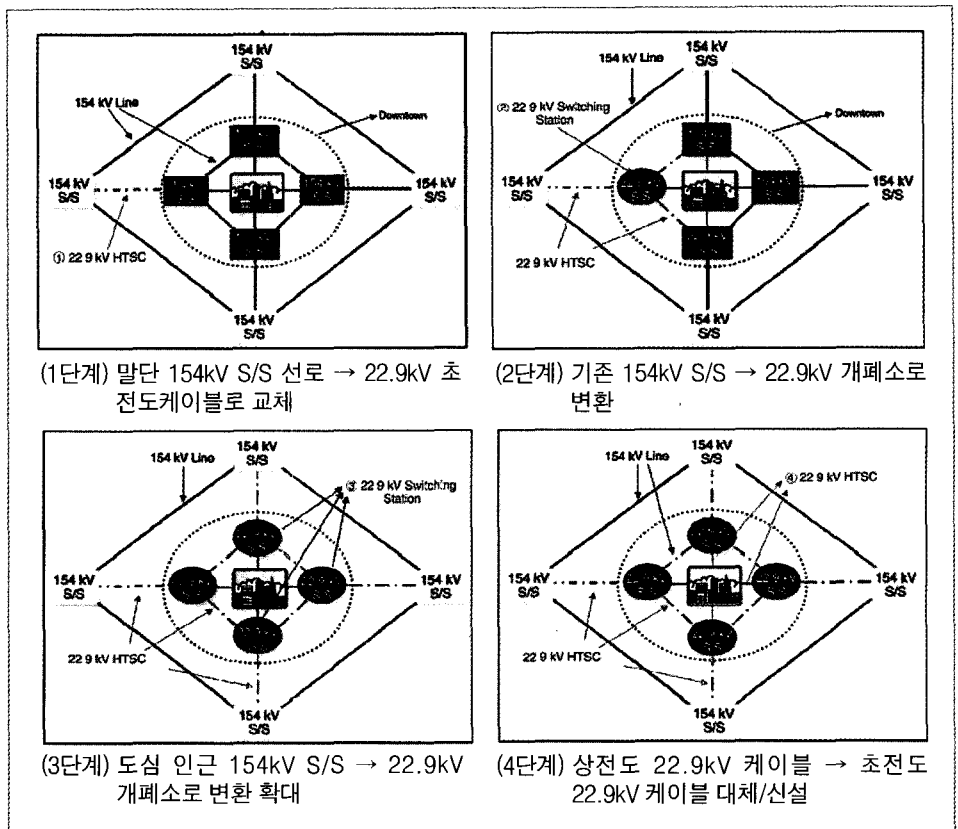 154 kV
S/S
154 kV Line
Downtown
154 kV
S/S
154 kV
S/S
① 22 9 kV HTSC
154 kV
S/S
(1단계) 말단 154kV S/S 선로 → 22.9kV 초
전도케이블로 교체
154 kV
S/S
154 kV Line
② 22 9 kV Switching
Station
Downtown
154 kV
S/S
154 kV
S/S
22 9 kV HTSC
154 kV
S/S
(2단계) 기존 154kV S/S → 22.9kV 개폐소로
변환
154 kV
S/S
154 kV Line
③ 22 9 kV Switching
Station
154 kV
S/S
154 kV
S/S
22 9 kV HTSC
154 kV
S/S
(3단계) 도심 인근 154kV S/S → 22.9kV
개폐소로 변환 확대
154 kV
S/S
154 kV Line
④ 22 9 kV HTSC
154 kV
S/S
154 kV
S/S
22 9 kV HTSC
154 kV
S/S
(4단계) 상전도 22.9kV 케이블 → 초전도
22.9kV 케이블 대체/신설